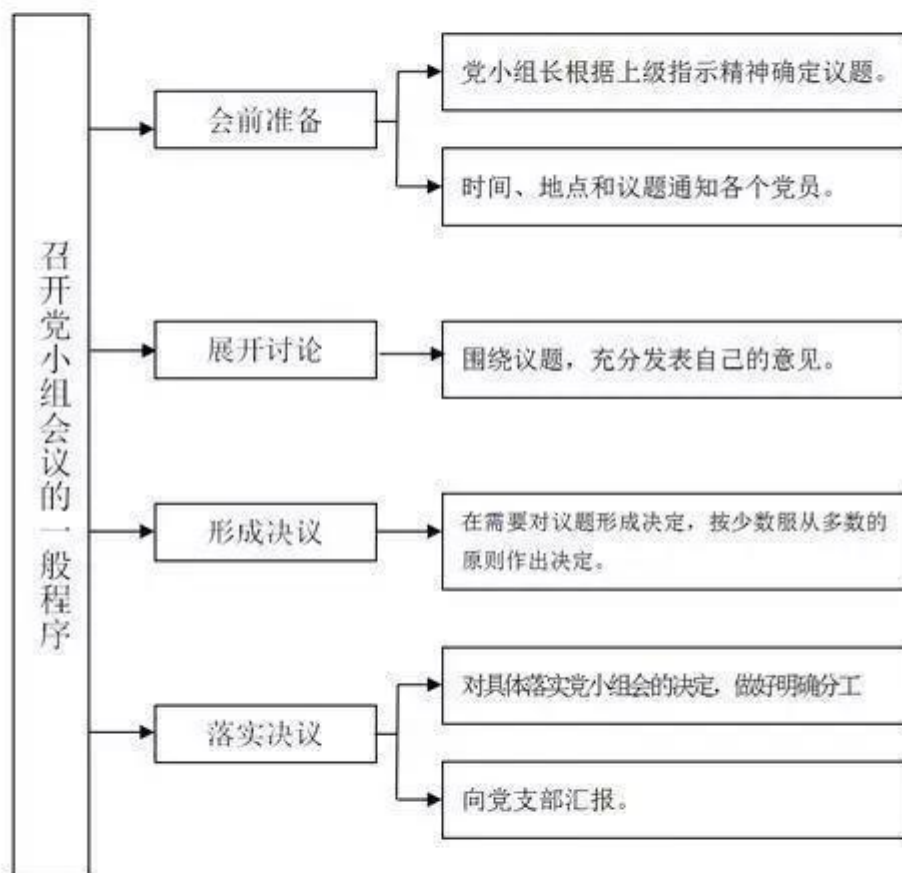 召开党小组会议的一般程序
会前准备
党小组长根据上级指示精神确定议题。
时间、地点和议题通知各个党员。
展开讨论
围绕议题，充分发表自己的意见。
形成决议
在需要对议题形成决定，按少数服从多数的
原则作出决定。
落实决议
对具体落实党小组会的决定，做好明确分工
向党支部汇报。